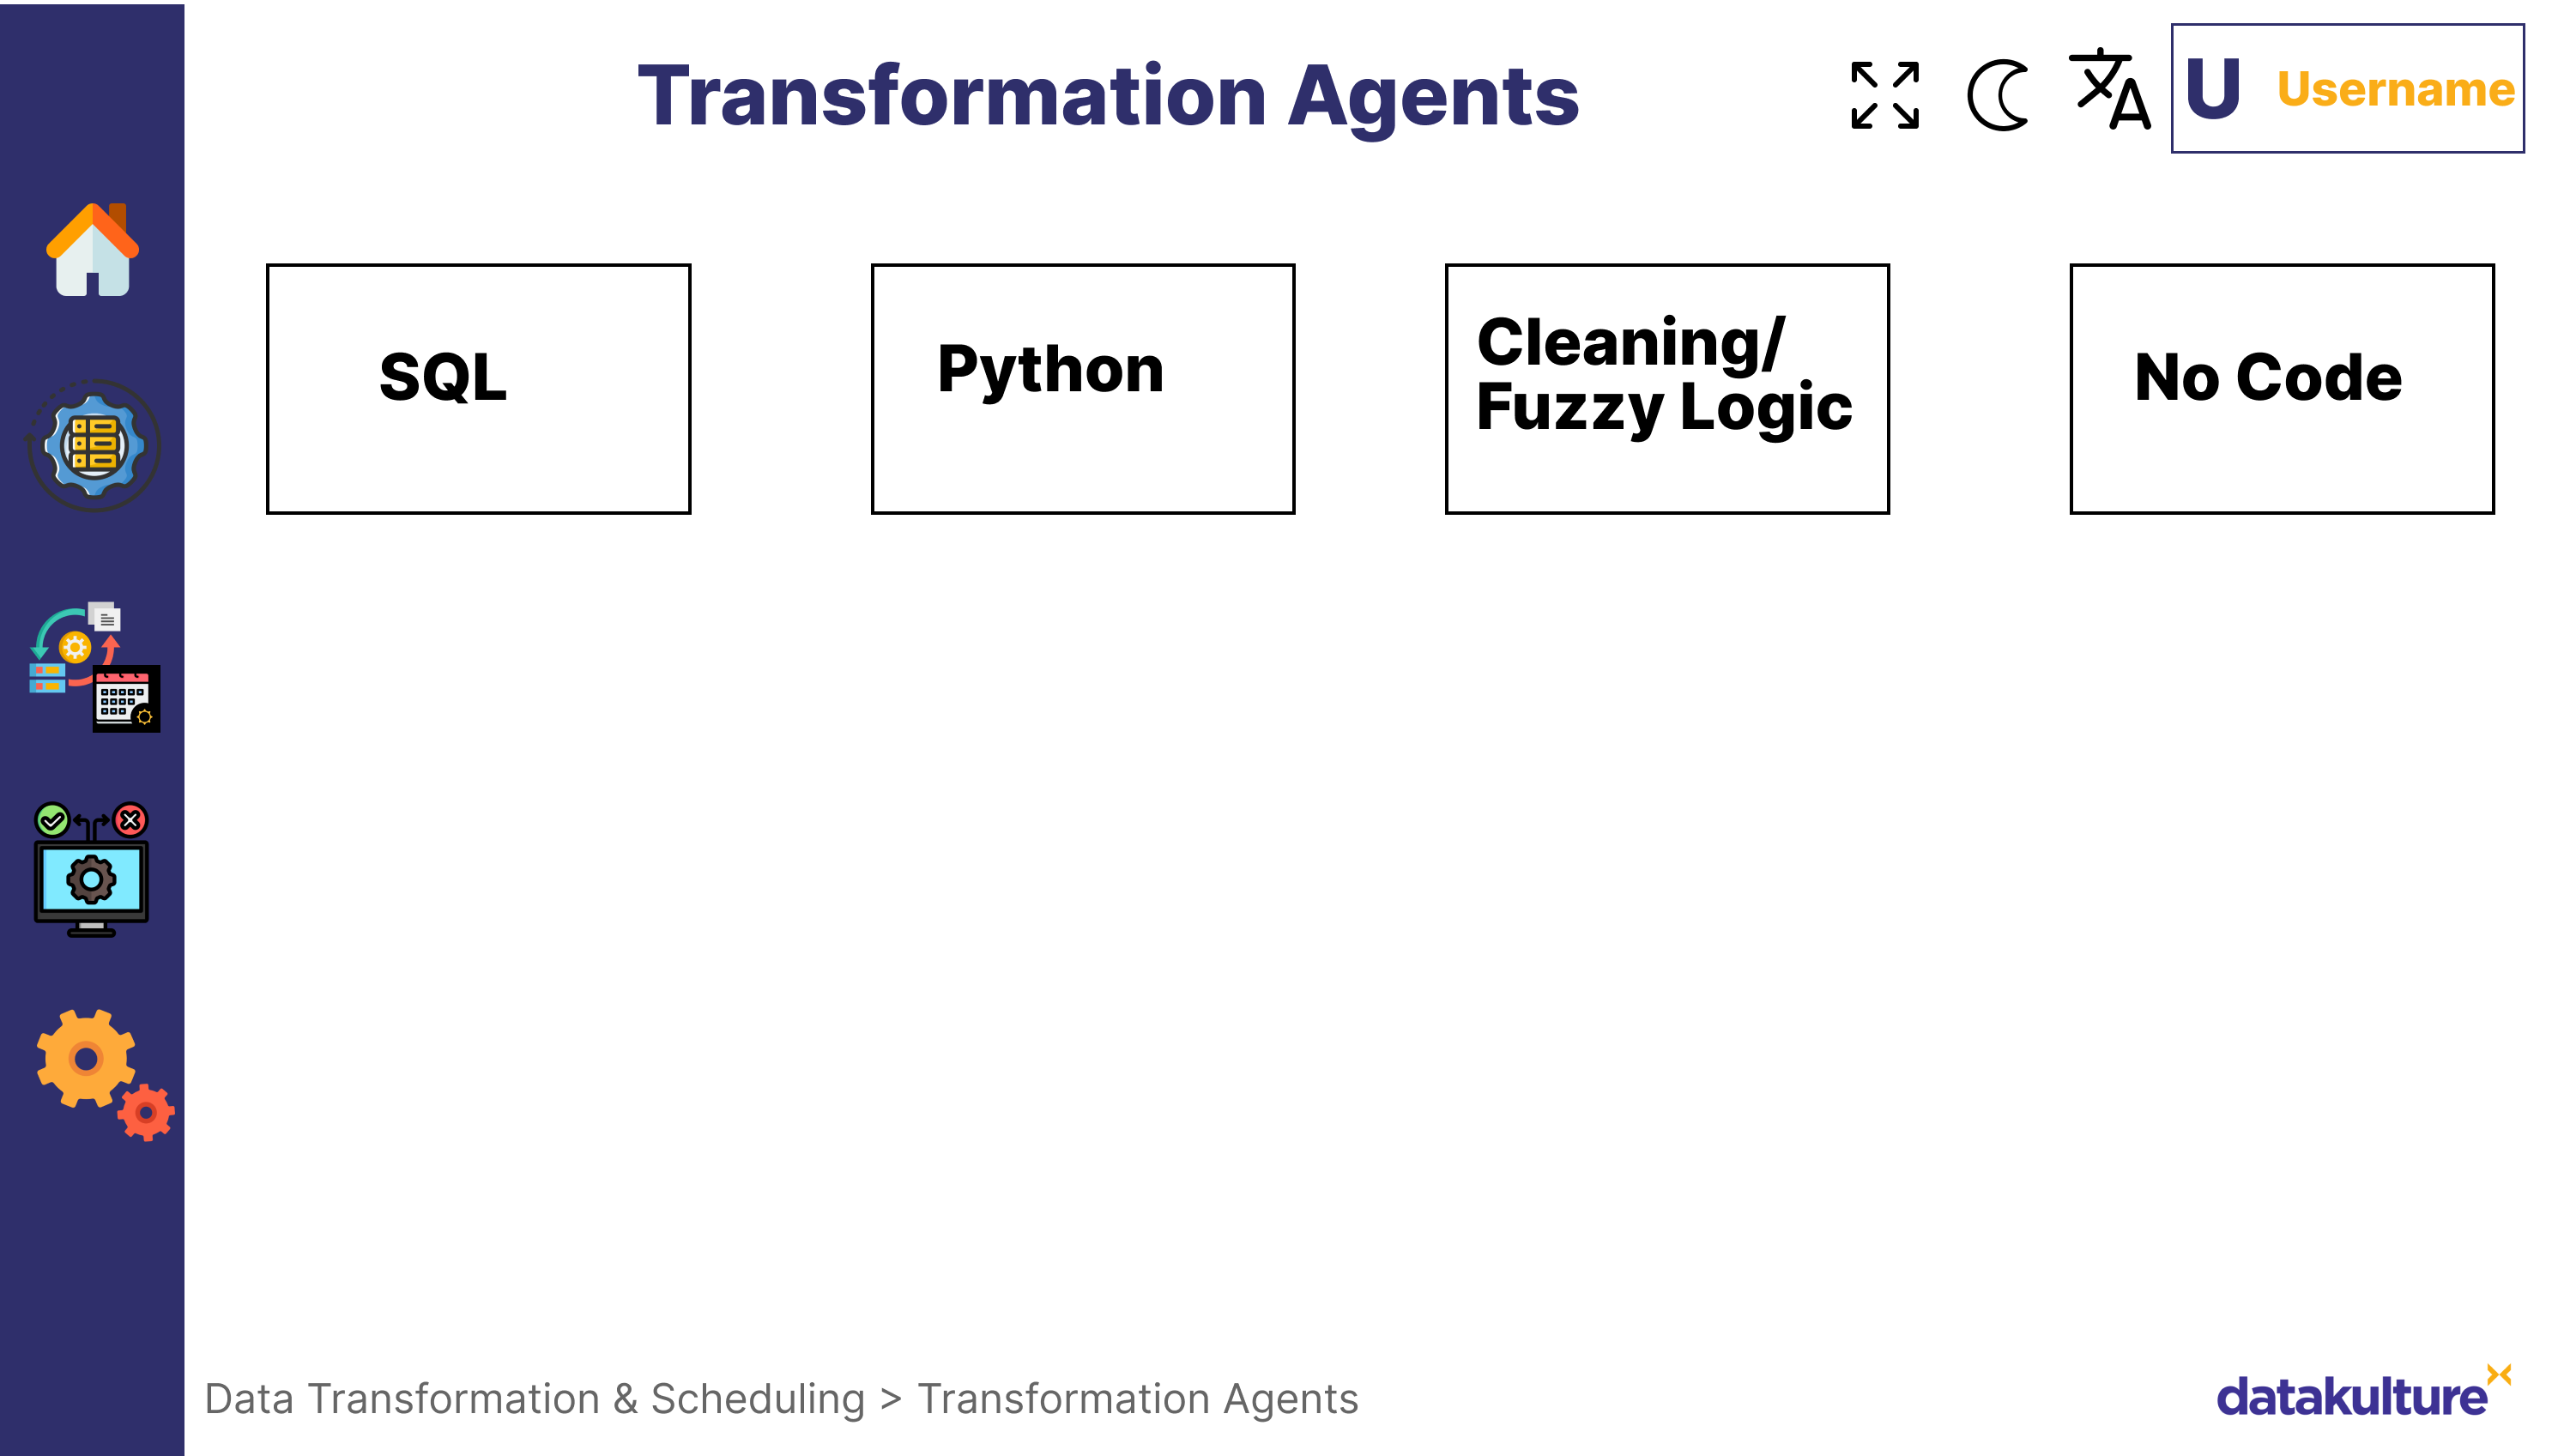 Transformation Agents
U Username
SQL
Python
Cleaning/
Fuzzy Logic
No Code
Data Transformation & Scheduling > Transformation Agents
datakulture